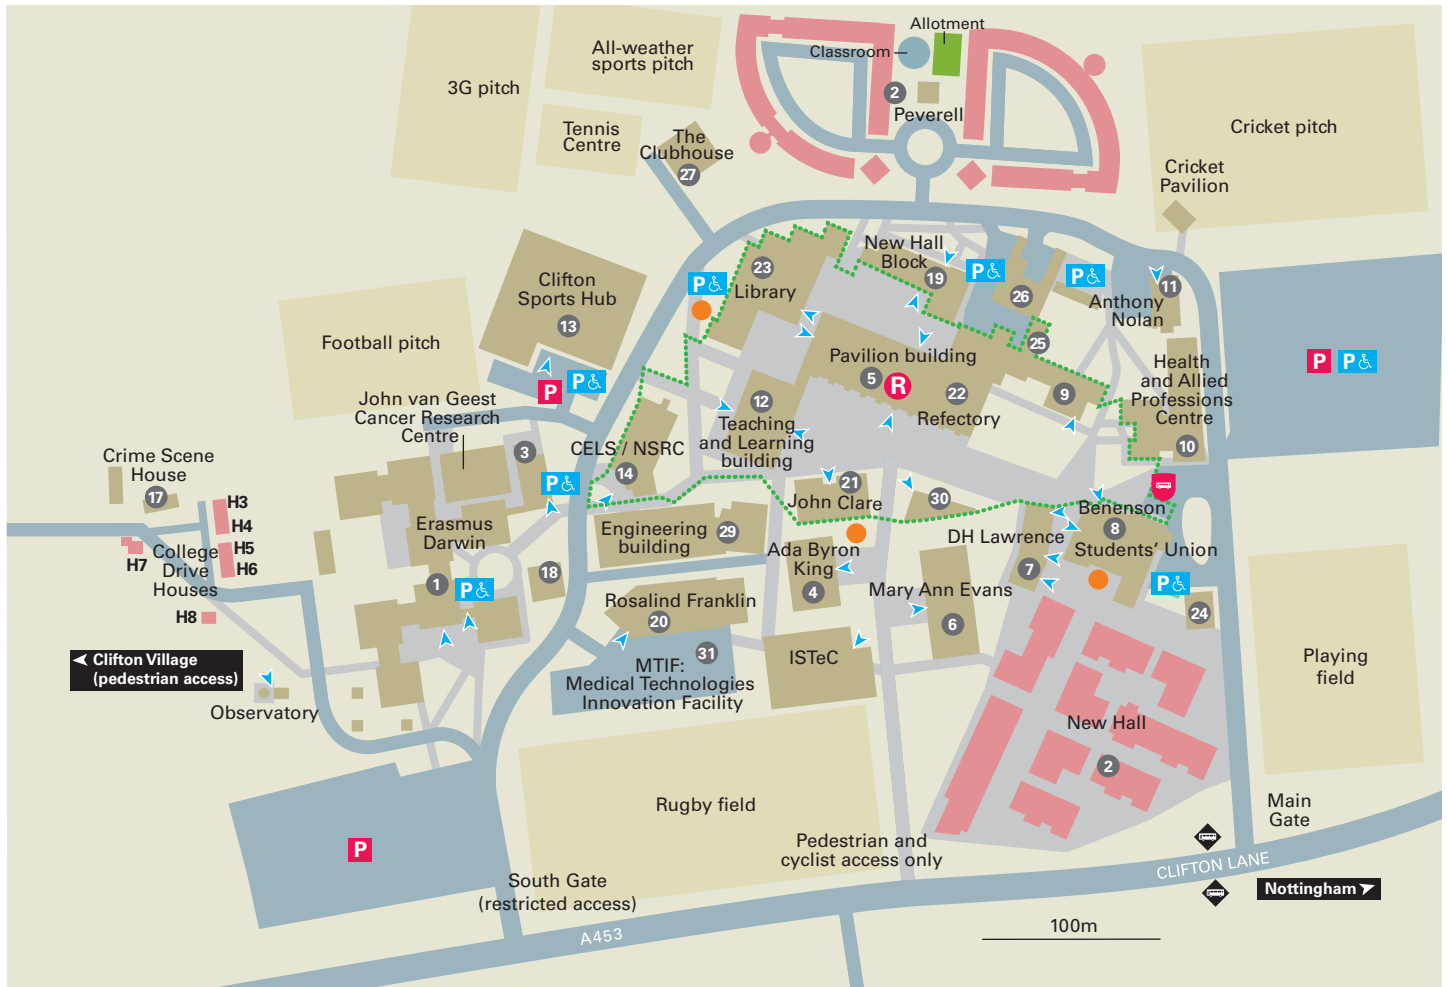 Allotment
Classroom
2
Peverell
All-weather
sports pitch
3G pitch
Tennis
Centre
The
Clubhouse
27
Cricket pitch
Cricket
Pavilion
New Hall
Block
19
23
Library
P
P
P
26
25
11
Anthony
Nolan
Clifton
Sports Hub
13
Football pitch
P
P
Pavilion building
5
R
22
Refectory
9
P
P
Health
and Allied
Professions
Centre
10
John van Geest
Cancer Research
Centre
3
12
Teaching
and Learning
building
CELS / NSRC
14
Crime Scene
House
17
H3
H4
H5
H6
H7
H8
College
Drive
Houses
P
Erasmus
Darwin
1
P
18
21
John Clare
30
Engineering
building
29
Benenson
8
Students' Union
DH Lawrence
7
Ada Byron
King
4
Mary Ann Evans
6
P
24
Rosalind Franklin
20
31
MTIF:
Medical Technologies
Innovation Facility
ISTeC
Clifton Village
(pedestrian access)
Observatory
Playing
field
New Hall
2
Rugby field
P
Pedestrian and
cyclist access only
Main
Gate
CLIFTON LANE
Nottingham
South Gate
(restricted access)
A453
100m